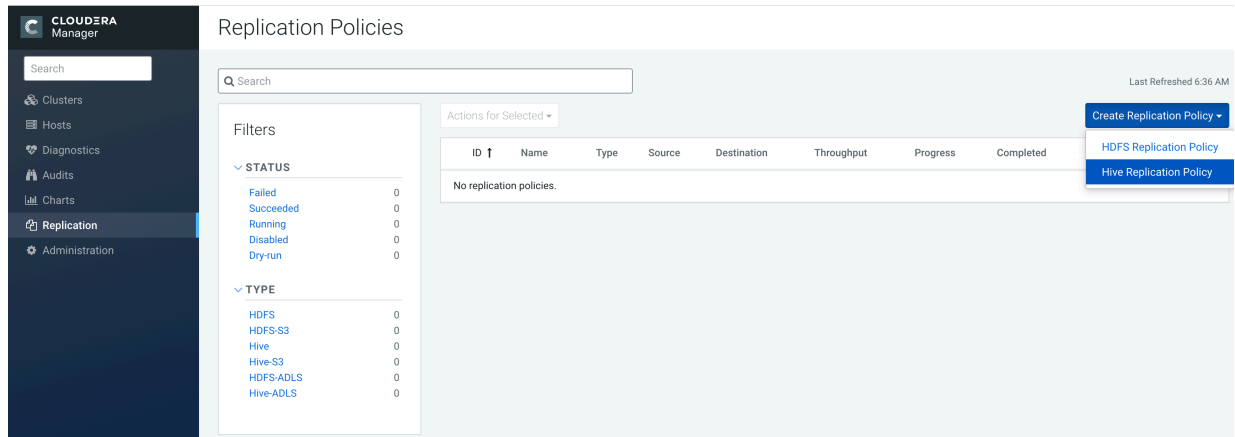 CLOUDERA
Manager
Search
Clusters
Hosts
Diagnostics
Audits
Charts
Replication
Administration
Replication Policies
Search
Last Refreshed 6:36 AM
Filters
STATUS
Failed 0
Succeeded 0
Running 0
Disabled 0
Dry-run 0
TYPE
HDFS 0
HDFS-S3 0
Hive 0
Hive-S3 0
HDFS-ADLS 0
Hive-ADLS 0
Actions for Selected
Create Replication Policy
HDFS Replication Policy
Hive Replication Policy
ID Name Type Source Destination Throughput Progress Completed
No replication policies.